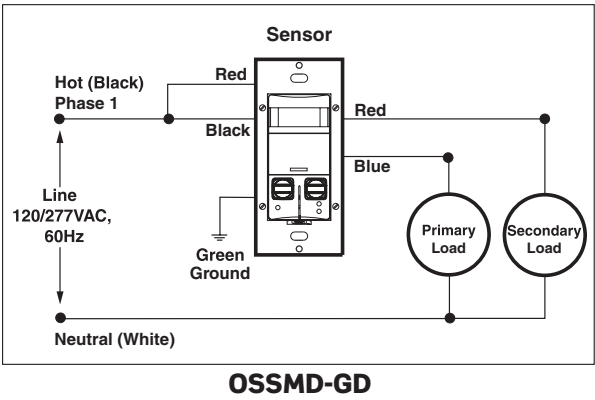 Sensor
Hot (Black)
Phase 1
Red
Black
Red
Blue
Line
120/277VAC,
60Hz
Green
Ground
Primary
Load
Secondary
Load
Neutral (White)
OSSMD-GD